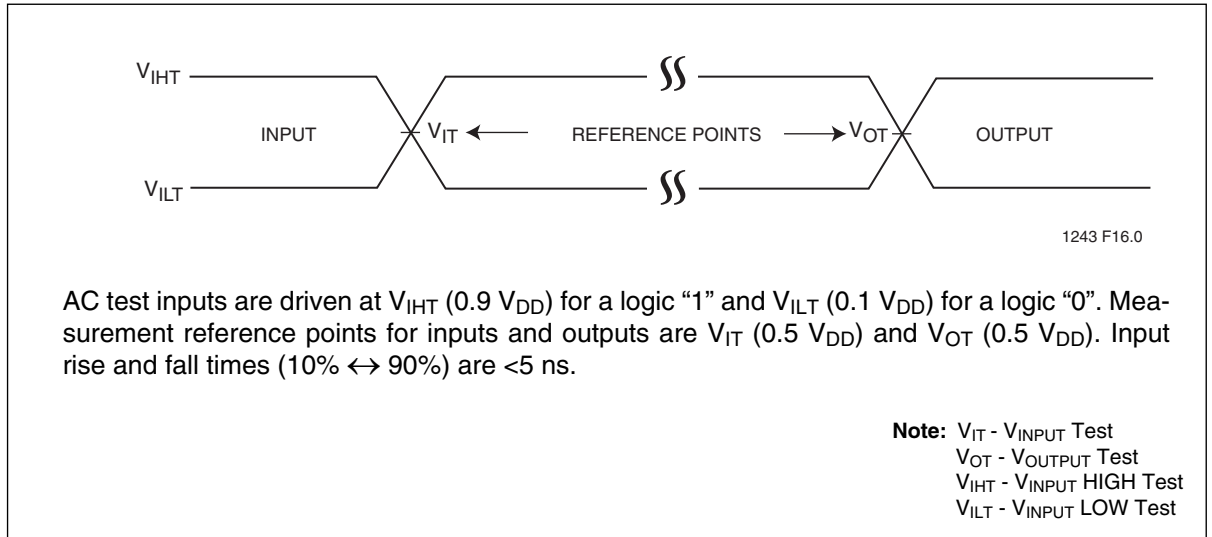 VIHT
INPUT VIT REFERENCE POINTS VOT OUTPUT
VILT
1243 F16.0
AC test inputs are driven at VIHT (0.9 VDD) for a logic “1” and VILT (0.1 VDD) for a logic “0”. Mea-
surement reference points for inputs and outputs are VIT (0.5 VDD) and VOT (0.5 VDD). Input
rise and fall times (10% ↔ 90%) are <5 ns.
Note: VIT - VINPUT Test
VOT - VOUTPUT Test
VIHT - VINPUT HIGH Test
VILT - VINPUT LOW Test